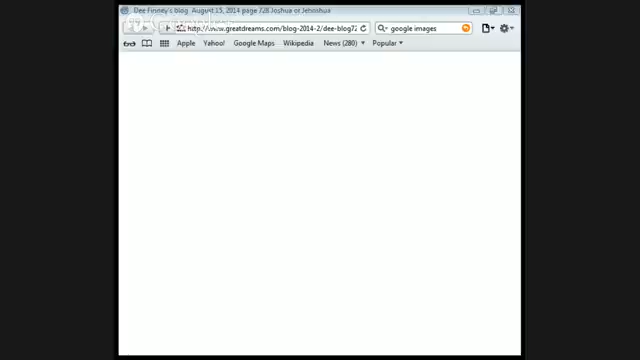 Dee Finney's blog August 15, 2014 page 728 Joshua or Jehoshua
http://www.greatdreams.com/blog-2014-2/dee-blog72 google images
Apple Yahoo! Google Maps Wikipedia News (280) Popular